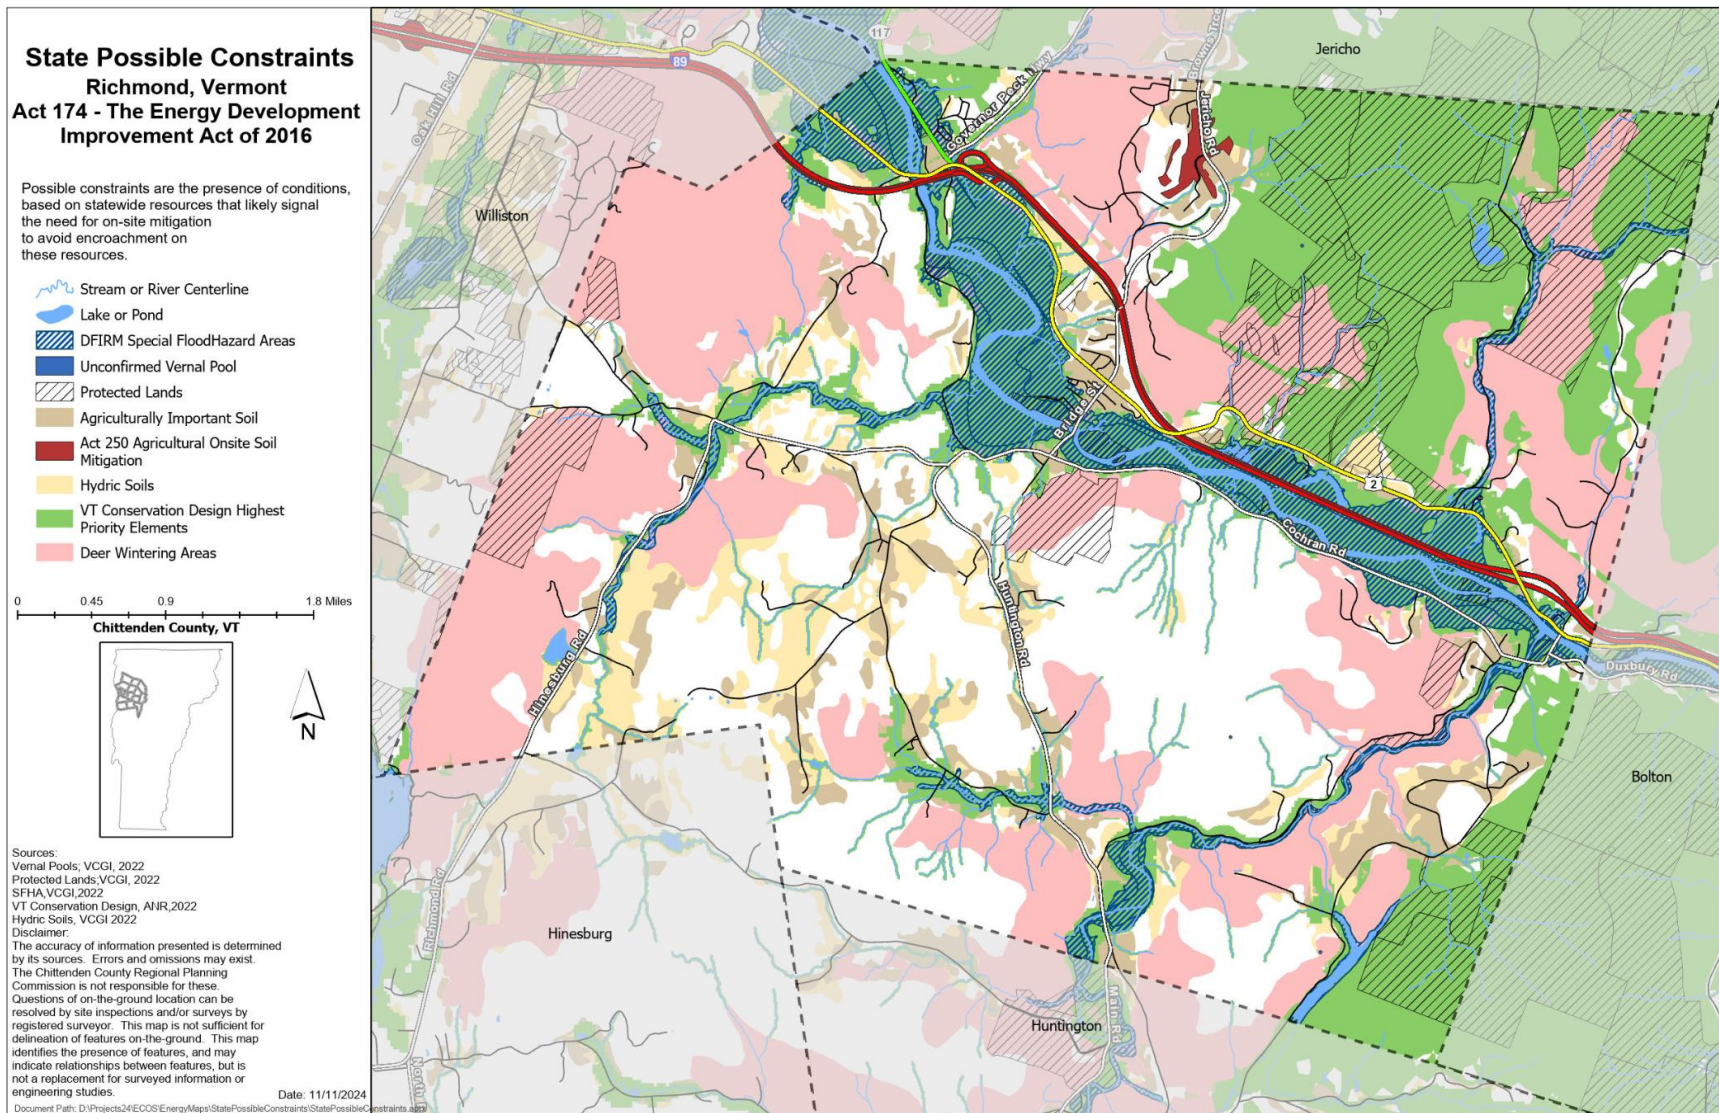 State Possible Constraints
Richmond, Vermont
Act 174 - The Energy Development
Improvement Act of 2016
Possible constraints are the presence of conditions,
based on statewide resources that likely signal
the need for on-site mitigation
to avoid encroachment on
these resources.
Stream or River Centerline
Lake or Pond
DFIRM Special FloodHazard Areas
Unconfirmed Vernal Pool
Protected Lands
Agriculturally Important Soil
Act 250 Agricultural Onsite Soil
Mitigation
Hydric Soils
VT Conservation Design Highest
Priority Elements
Deer Wintering Areas
0 0.45 0.9 1.8 Miles
Chittenden County, VT
N
Sources:
Vernal Pools; VCGI, 2022
Protected Lands;VCGI, 2022
SFHA,VCGI,2022
VT Conservation Design, ANR,2022
Hydric Soils, VCGI 2022
Disclaimer:
The accuracy of information presented is determined
by its sources. Errors and omissions may exist.
The Chittenden County Regional Planning
Commission is not responsible for these.
Questions of on-the-ground location can be
resolved by site inspections and/or surveys by
registered surveyor. This map is not sufficient for
delineation of features on-the-ground. This map
identifies the presence of features, and may
indicate relationships between features, but is
not a replacement for surveyed information or
engineering studies.
Date: 11/11/2024
Document Path: D:\Projects24\ECOS\EnergyMaps\StatePossibleConstraints\StatePossibleConstraints.aprx
117
89
Jericho
Oak Hill Rd
Governor Peck Hwy
Browns Trc
Jericho Rd
Williston
Bridge St
2
Cochran Rd
Huntington Rd
Hinesburg Rd
Duxbury Rd
Bolton
Richmond Rd
Hinesburg
Huntington
Main Rd
North